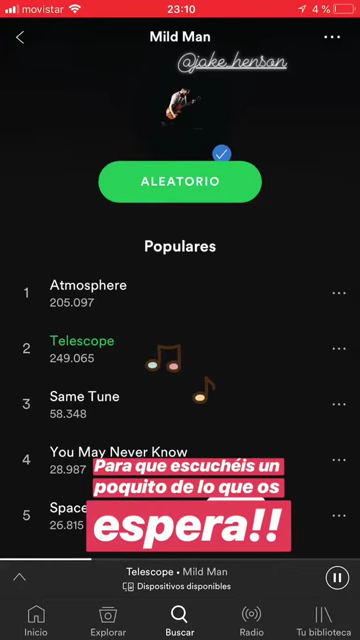 movistar 23:10 4 %
Mild Man
@jake_henson
ALEATORIO
Populares
1 Atmosphere
205.097
2 Telescope
249.065
3 Same Tune
58.348
4 You May Never Know
28.987
Para que escuchéis un
poquito de lo que os
espera!!
5 Space
26.815
Telescope • Mild Man
Dispositivos disponibles
Inicio Explorar Buscar Radio Tu biblioteca